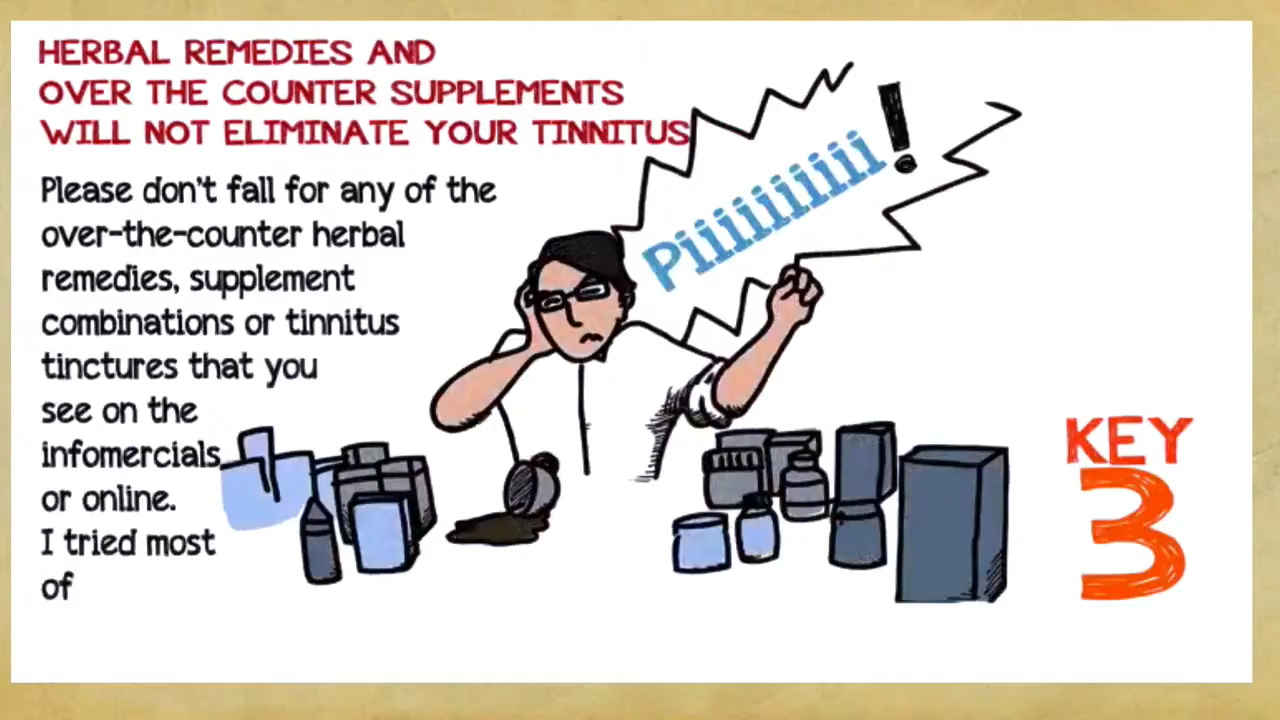 HERBAL REMEDIES AND
OVER THE COUNTER SUPPLEMENTS
WILL NOT ELIMINATE YOUR TINNITUS
Please don't fall for any of the
over-the-counter herbal
remedies, supplement
combinations or tinnitus
tinctures that you
see on the
infomercials
or online.
I tried most
of
Piiiiiiiii!
KEY
3